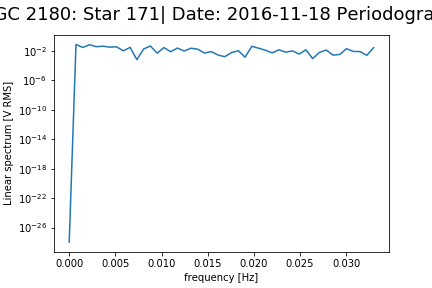 GC 2180: Star 171| Date: 2016-11-18 Periodogra
Linear spectrum [V RMS]
10⁻²
10⁻⁶
10⁻¹⁰
10⁻¹⁴
10⁻¹⁸
10⁻²²
10⁻²⁶
0.000 0.005 0.010 0.015 0.020 0.025 0.030
frequency [Hz]